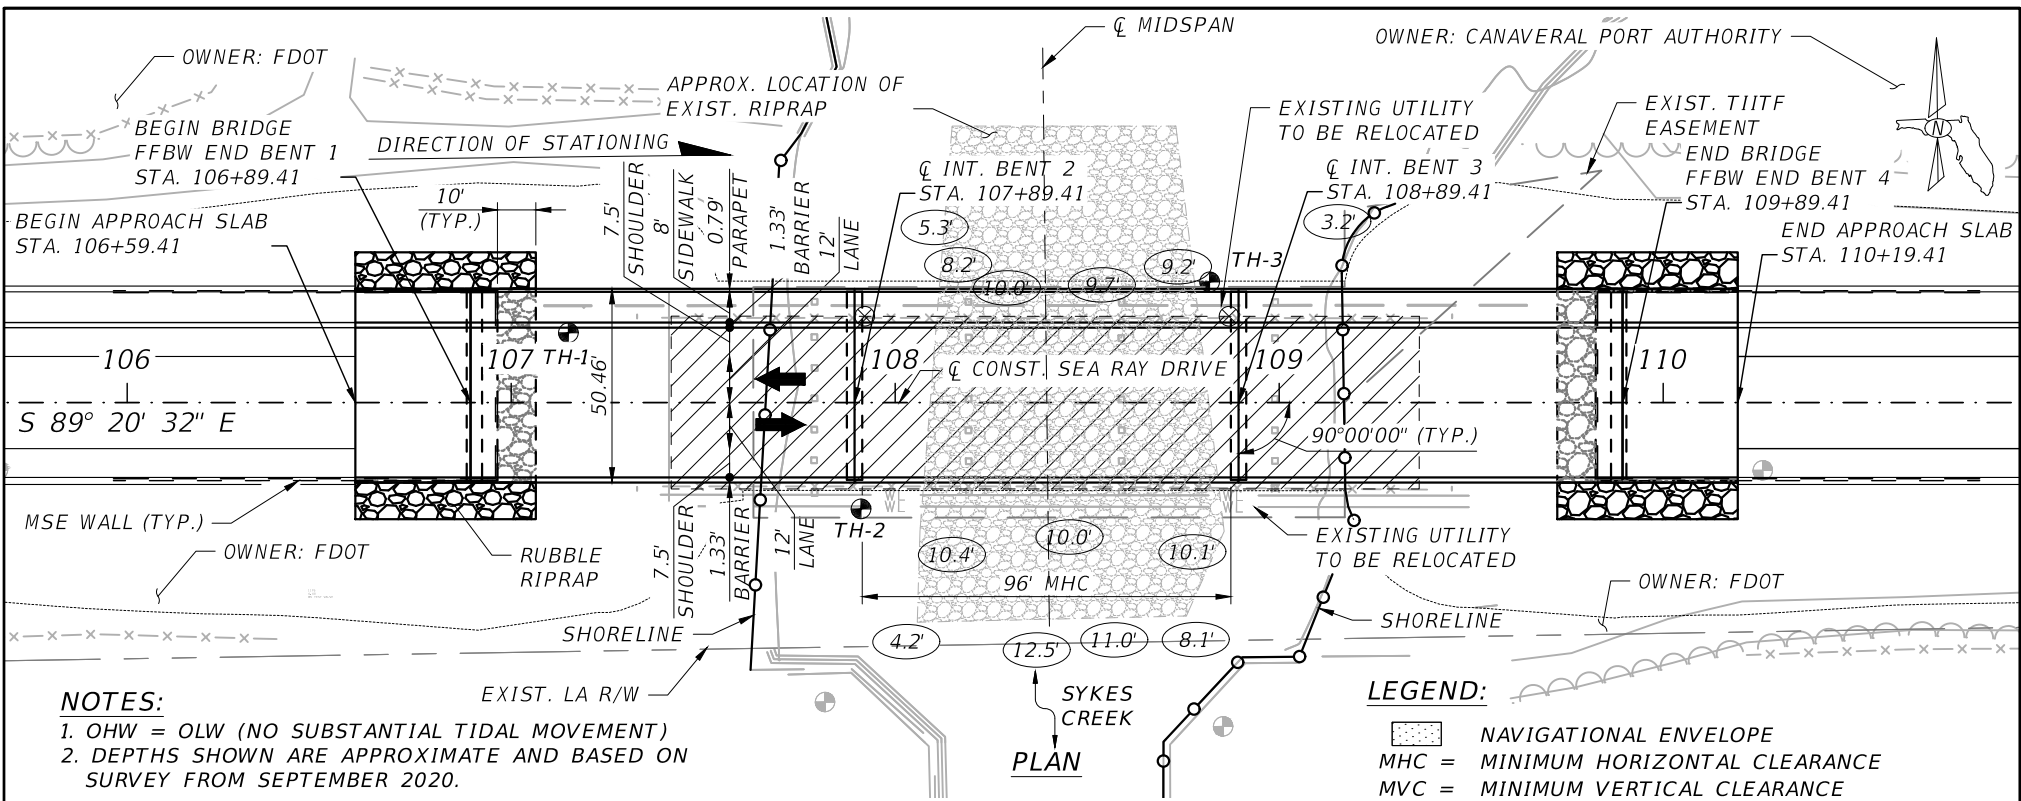 OWNER: FDOT
℄ MIDSPAN
OWNER: CANAVERAL PORT AUTHORITY
APPROX. LOCATION OF
EXIST. RIPRAP
EXISTING UTILITY
TO BE RELOCATED
EXIST. TIITF
EASEMENT
N
BEGIN BRIDGE
FFBW END BENT 1
STA. 106+89.41
DIRECTION OF STATIONING
END BRIDGE
FFBW END BENT 4
STA. 109+89.41
℄ INT. BENT 2
STA. 107+89.41
℄ INT. BENT 3
STA. 108+89.41
BEGIN APPROACH SLAB
STA. 106+59.41
10'
(TYP.)
7.5'
SHOULDER
8'
SIDEWALK
0.79'
PARAPET
1.33'
BARRIER
12'
LANE
5.3'
3.2'
END APPROACH SLAB
STA. 110+19.41
8.2'
10.0'
9.7'
9.2'
TH-3
106
107
TH-1
50.46'
108
℄ CONST. SEA RAY DRIVE
109
110
S 89° 20' 32" E
90°00'00" (TYP.)
MSE WALL (TYP.)
WE
WE
TH-2
OWNER: FDOT
RUBBLE
RIPRAP
7.5'
SHOULDER
1.33'
BARRIER
12'
LANE
10.4'
10.0'
10.1'
EXISTING UTILITY
TO BE RELOCATED
96' MHC
OWNER: FDOT
SHORELINE
SHORELINE
4.2'
12.5'
11.0'
8.1'
EXIST. LA R/W
SYKES
CREEK
PLAN
NOTES:
1. OHW = OLW (NO SUBSTANTIAL TIDAL MOVEMENT)
2. DEPTHS SHOWN ARE APPROXIMATE AND BASED ON
SURVEY FROM SEPTEMBER 2020.
LEGEND:
NAVIGATIONAL ENVELOPE
MHC = MINIMUM HORIZONTAL CLEARANCE
MVC = MINIMUM VERTICAL CLEARANCE